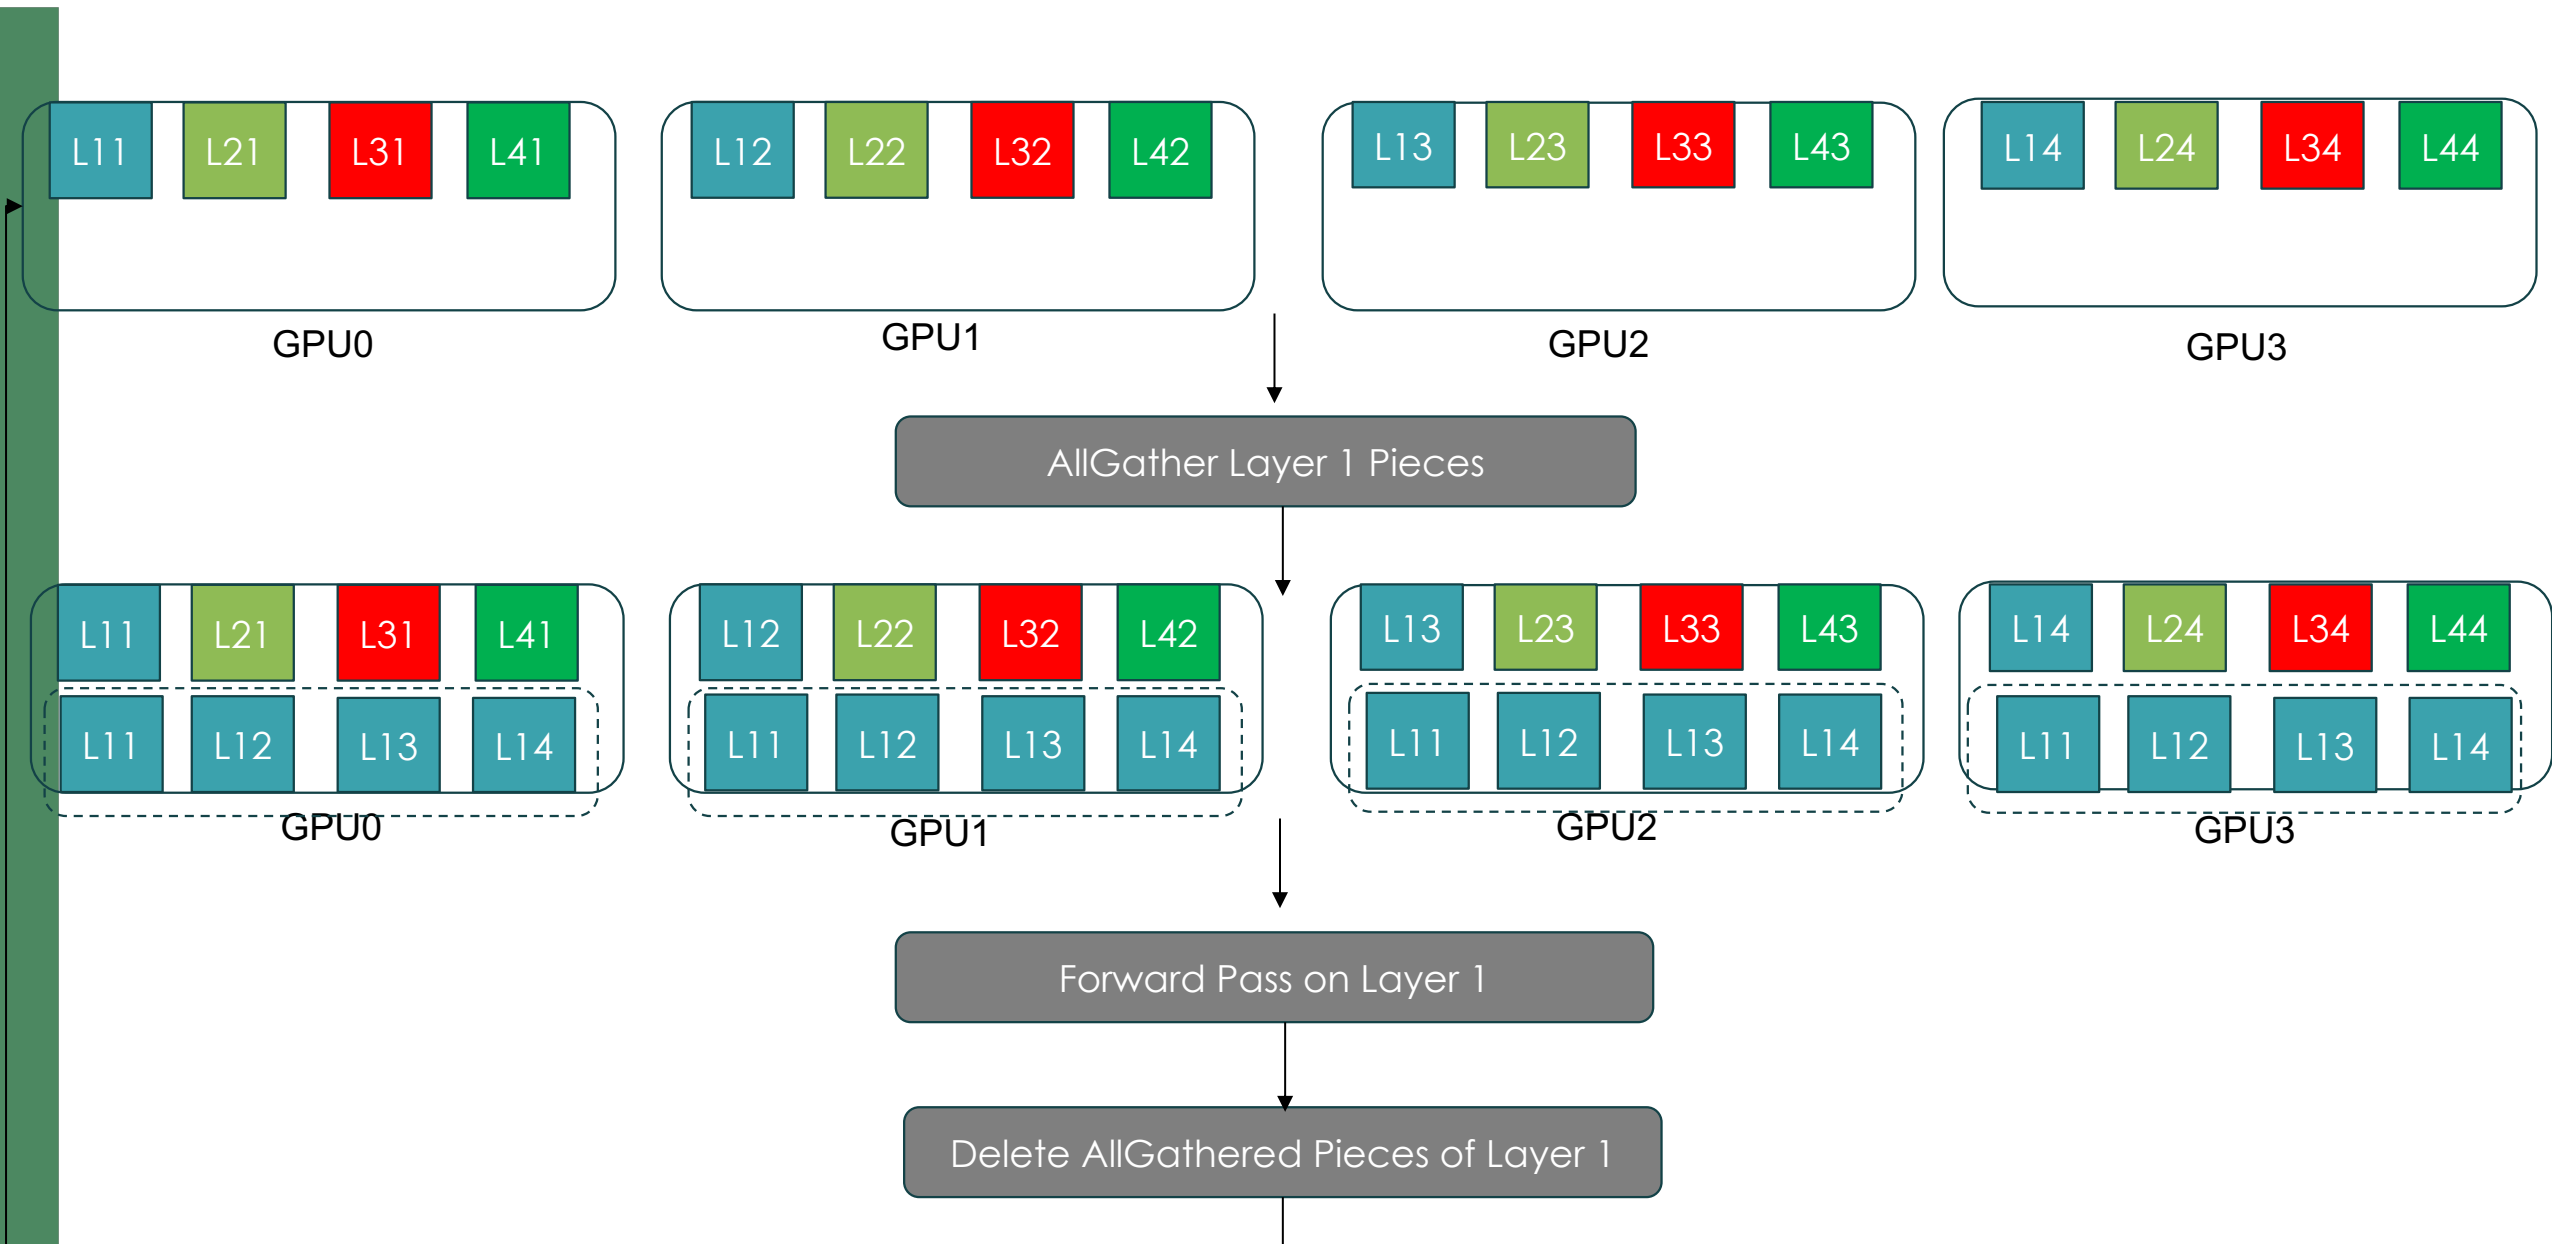 L11 L21 L31 L41 L12 L22 L32 L42 L13 L23 L33 L43 L14 L24 L34 L44
GPU0 GPU1 GPU2 GPU3
AllGather Layer 1 Pieces
L11 L21 L31 L41 L12 L22 L32 L42 L13 L23 L33 L43 L14 L24 L34 L44
L11 L12 L13 L14 L11 L12 L13 L14 L11 L12 L13 L14 L11 L12 L13 L14
GPU0 GPU1 GPU2 GPU3
Forward Pass on Layer 1
Delete AllGathered Pieces of Layer 1